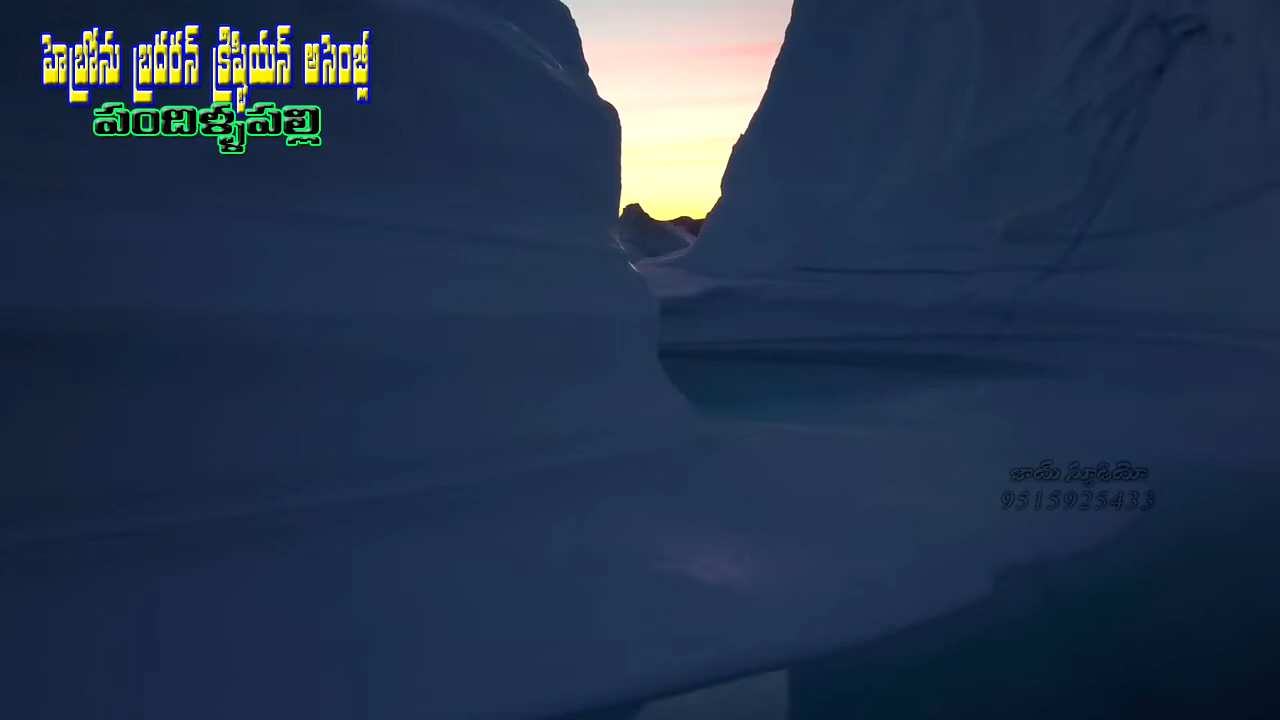 హెబ్రోను బ్రదరన్ క్రిష్టియన్ అసెంబ్లీ
పందిళ్ళపల్లి
జాయ్ స్టూడియో
9515925433